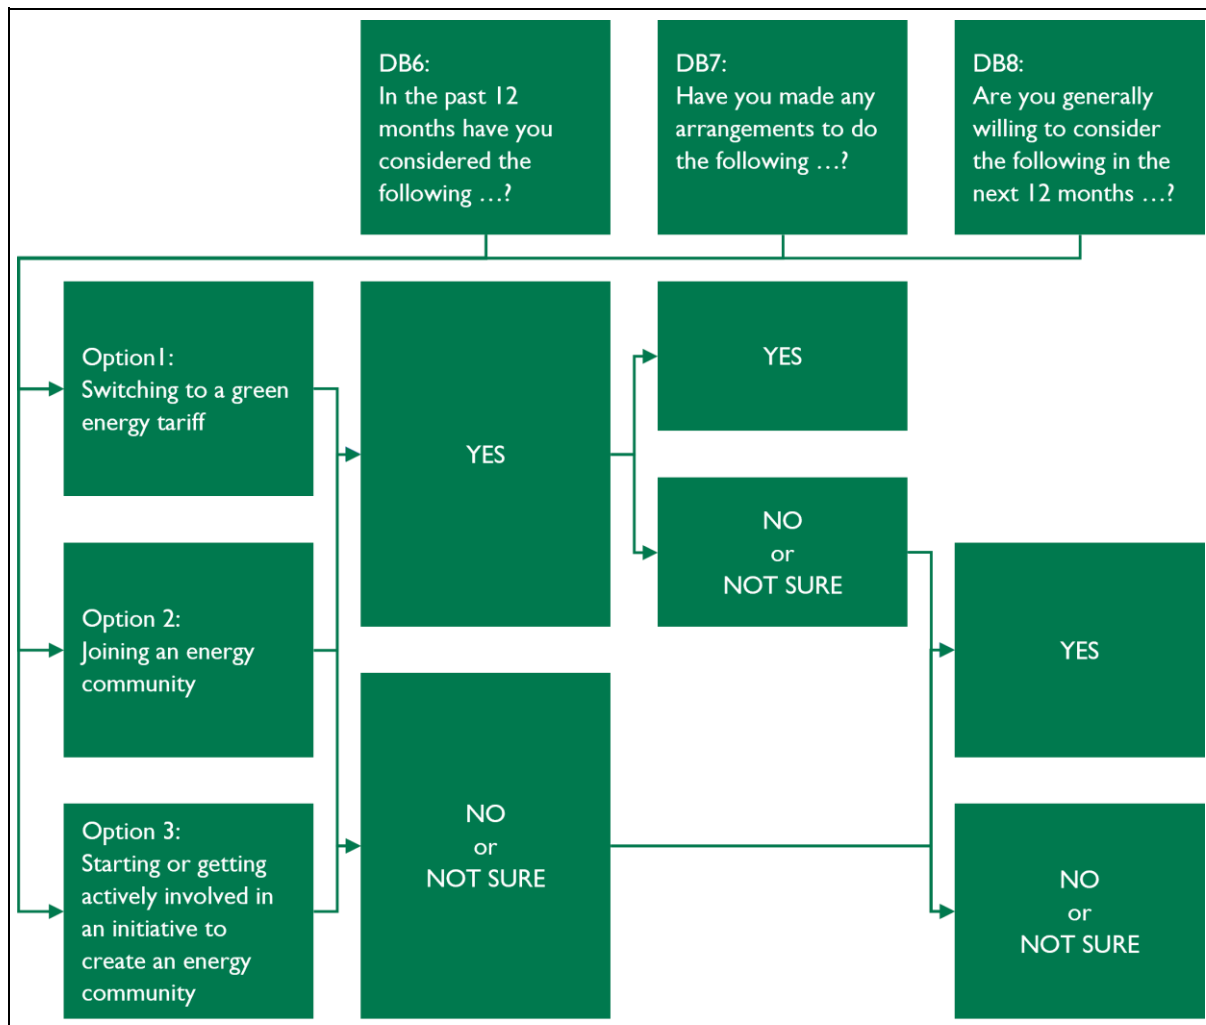 DB6:
In the past 12
months have you
considered the
following …?
DB7:
Have you made any
arrangements to do
the following …?
DB8:
Are you generally
willing to consider
the following in the
next 12 months …?
Option1:
Switching to a green
energy tariff
YES
YES
NO
or
NOT SURE
Option 2:
Joining an energy
community
YES
Option 3:
Starting or getting
actively involved in
an initiative to
create an energy
community
NO
or
NOT SURE
NO
or
NOT SURE